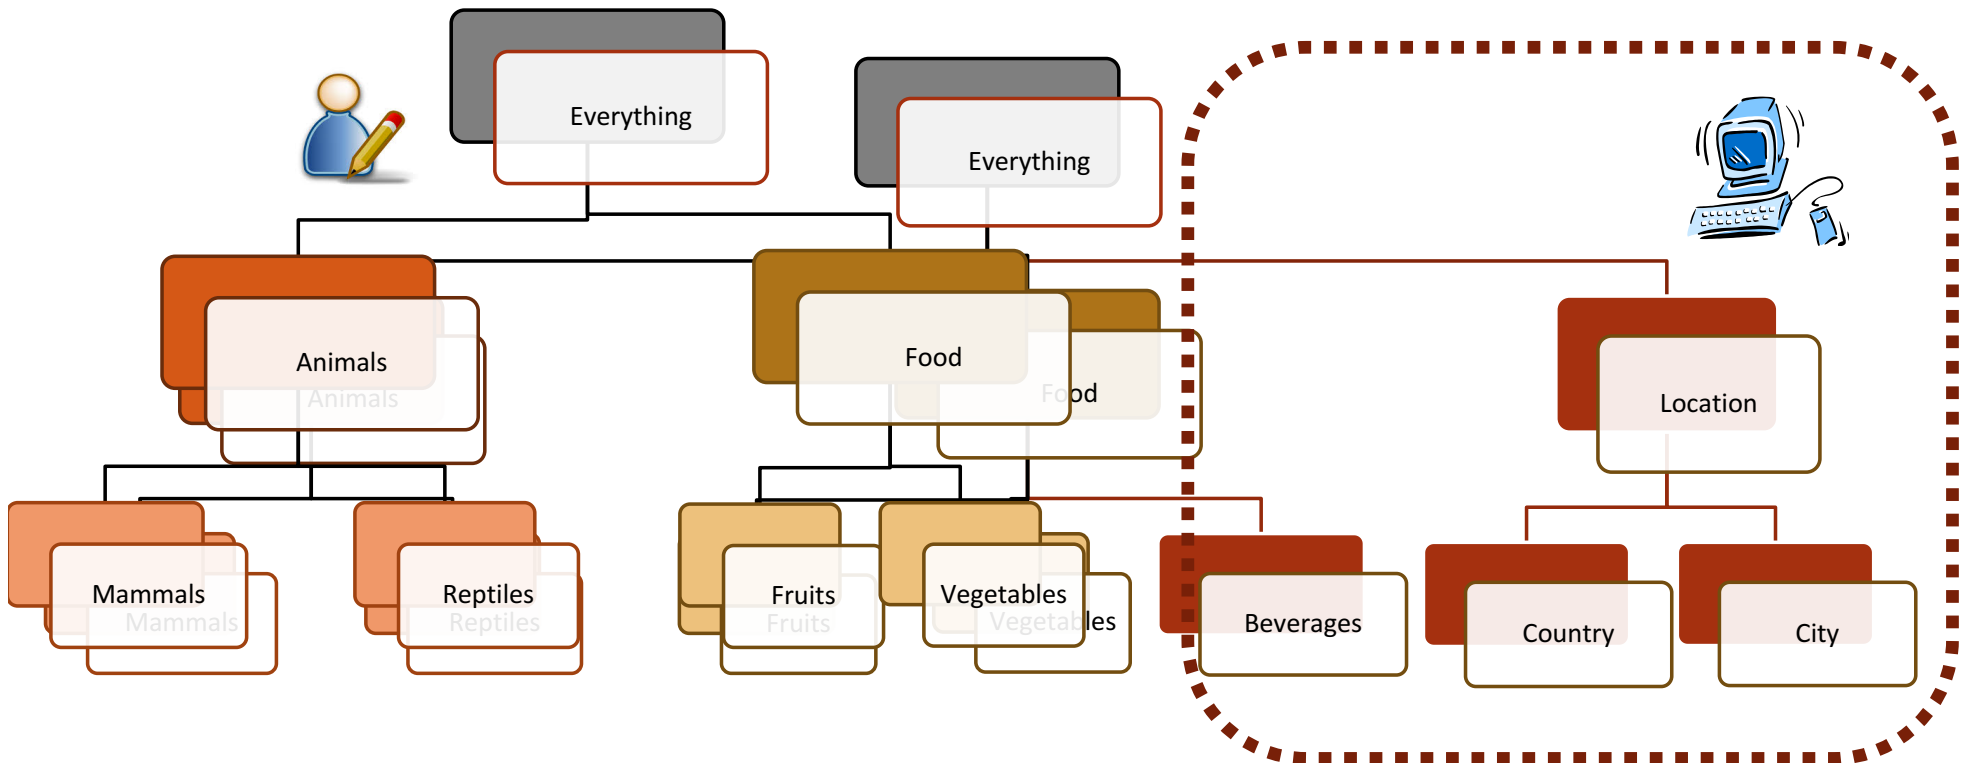 Everything
Everything
Animals
Animals
Food
Food
Location
Mammals
Mammals
Reptiles
Reptiles
Fruits
Fruits
Vegetables
Vegetables
Beverages
Country
City